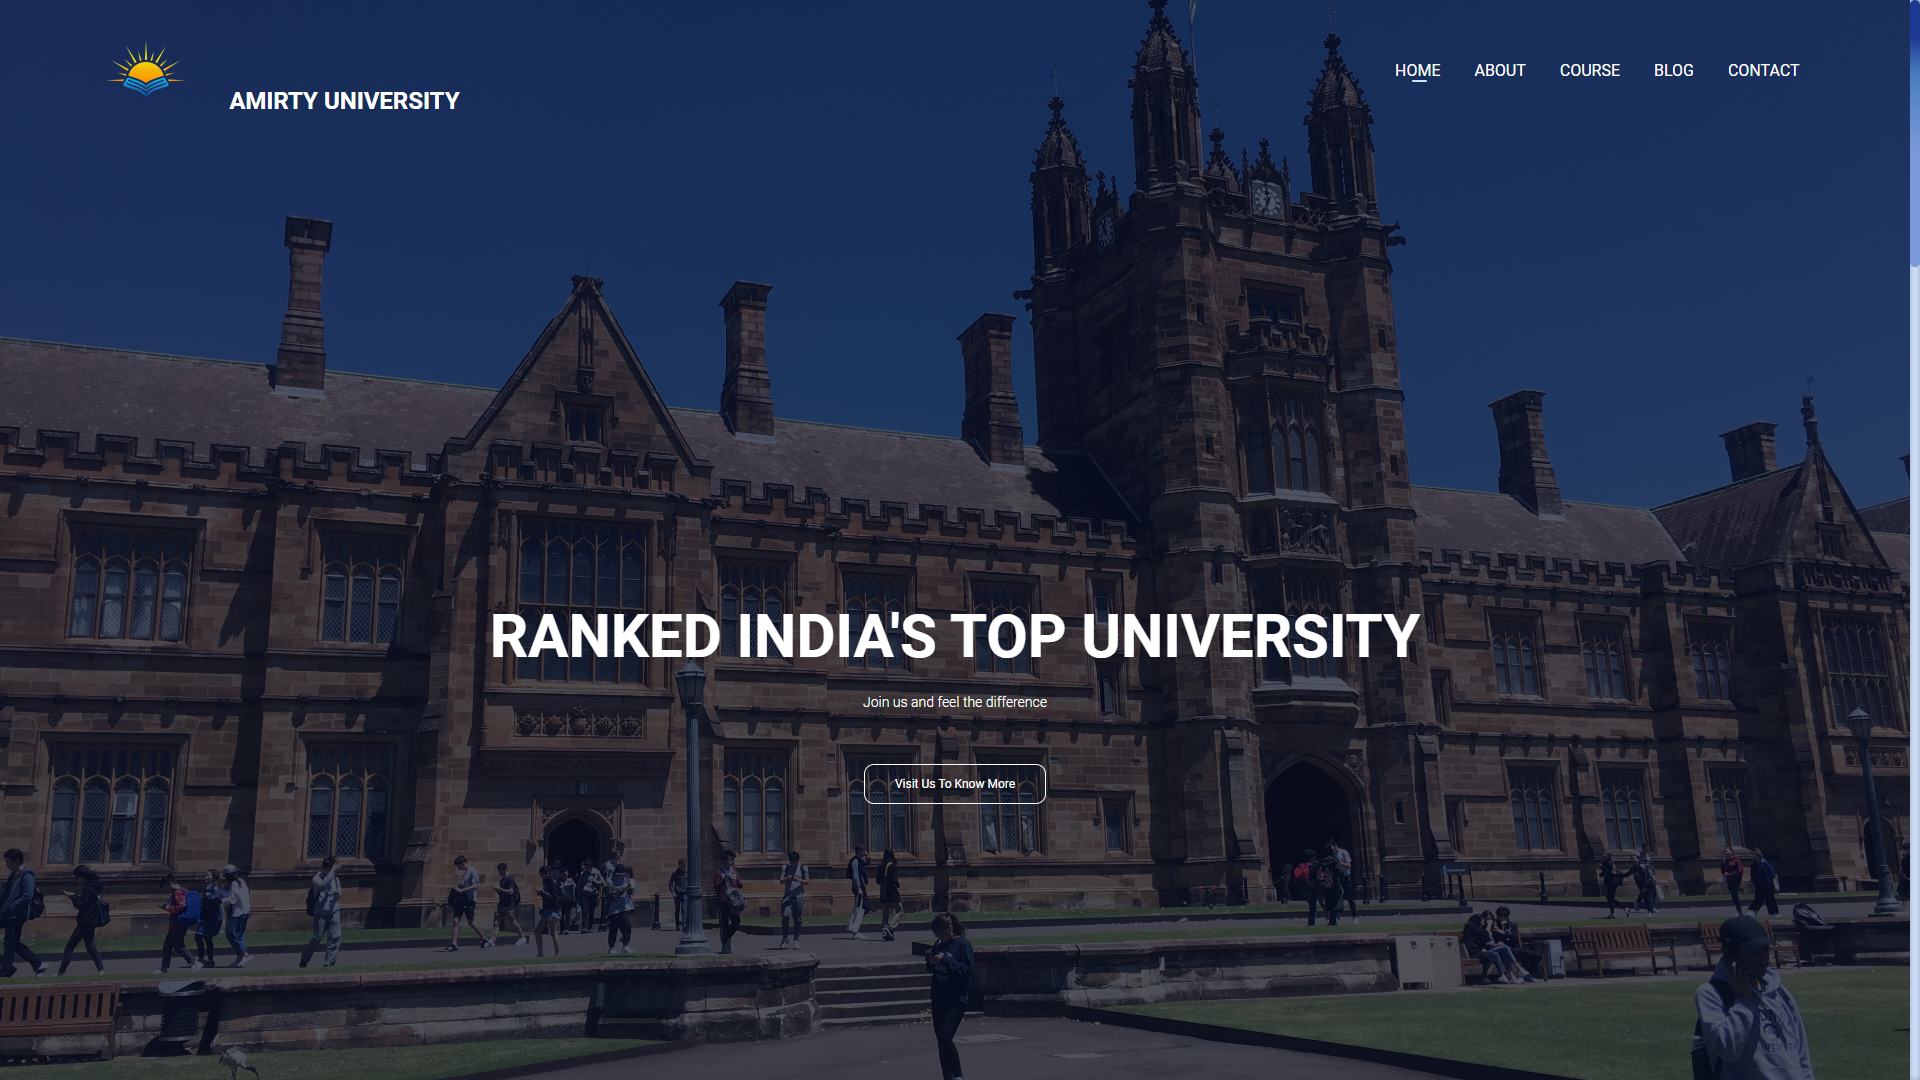 AMIRTY UNIVERSITY
HOME
ABOUT
COURSE
BLOG
CONTACT
RANKED INDIA'S TOP UNIVERSITY
Join us and feel the difference
Visit Us To Know More